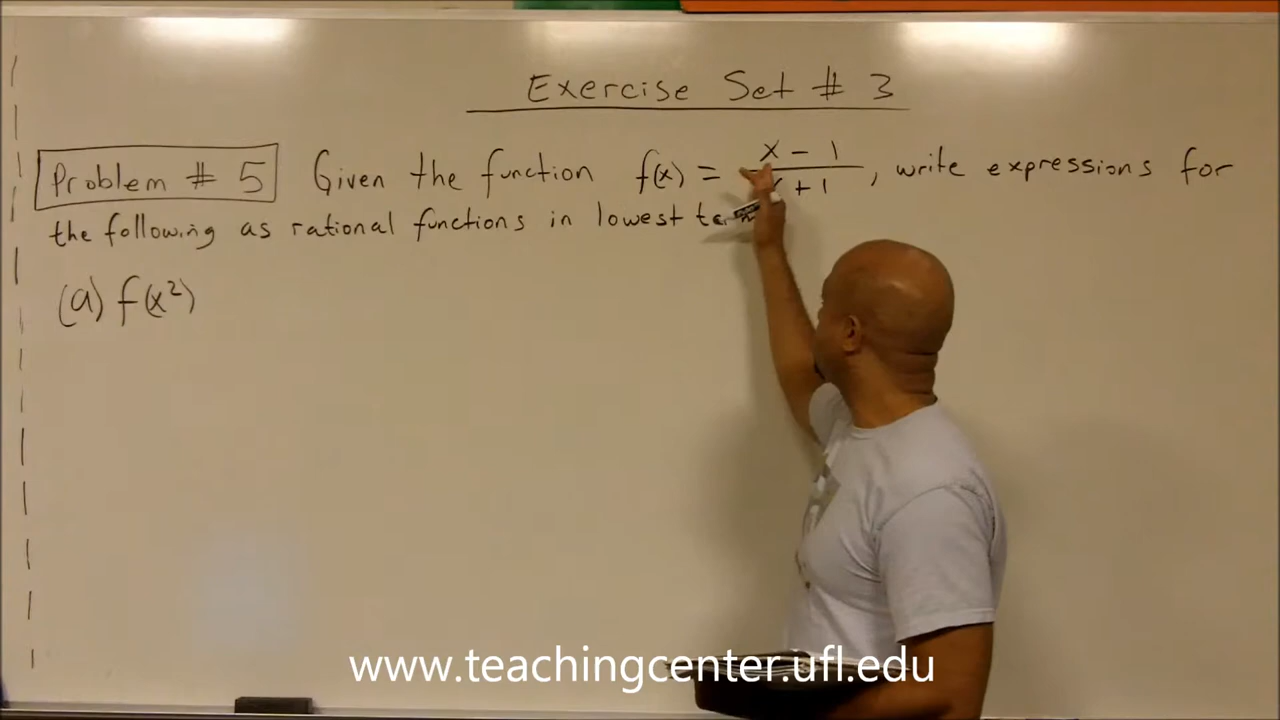 Exercise Set # 3
Problem # 5 Given the function f(x) = x - 1 / x + 1, write expressions for
the following as rational functions in lowest
(a) f(x²)
www.teachingcenter.ufl.edu